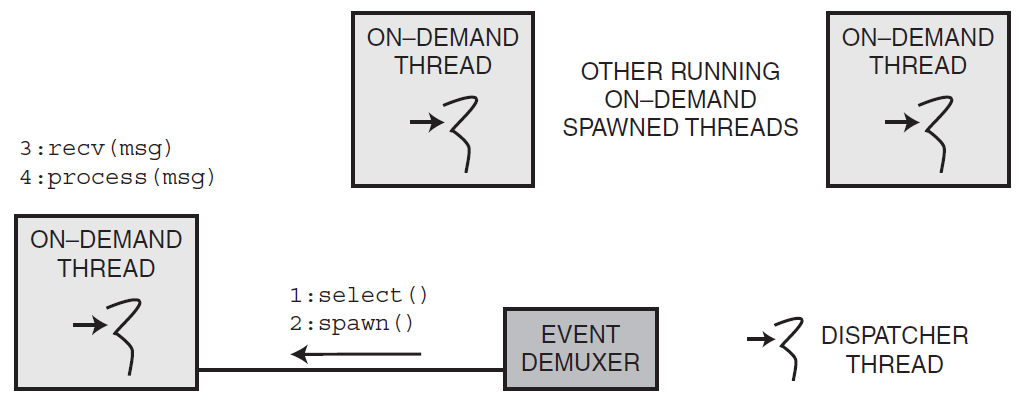 ON–DEMAND
THREAD
OTHER RUNNING
ON–DEMAND
SPAWNED THREADS
ON–DEMAND
THREAD
3:recv(msg)
4:process(msg)
ON–DEMAND
THREAD
1:select()
2:spawn()
EVENT
DEMUXER
DISPATCHER
THREAD